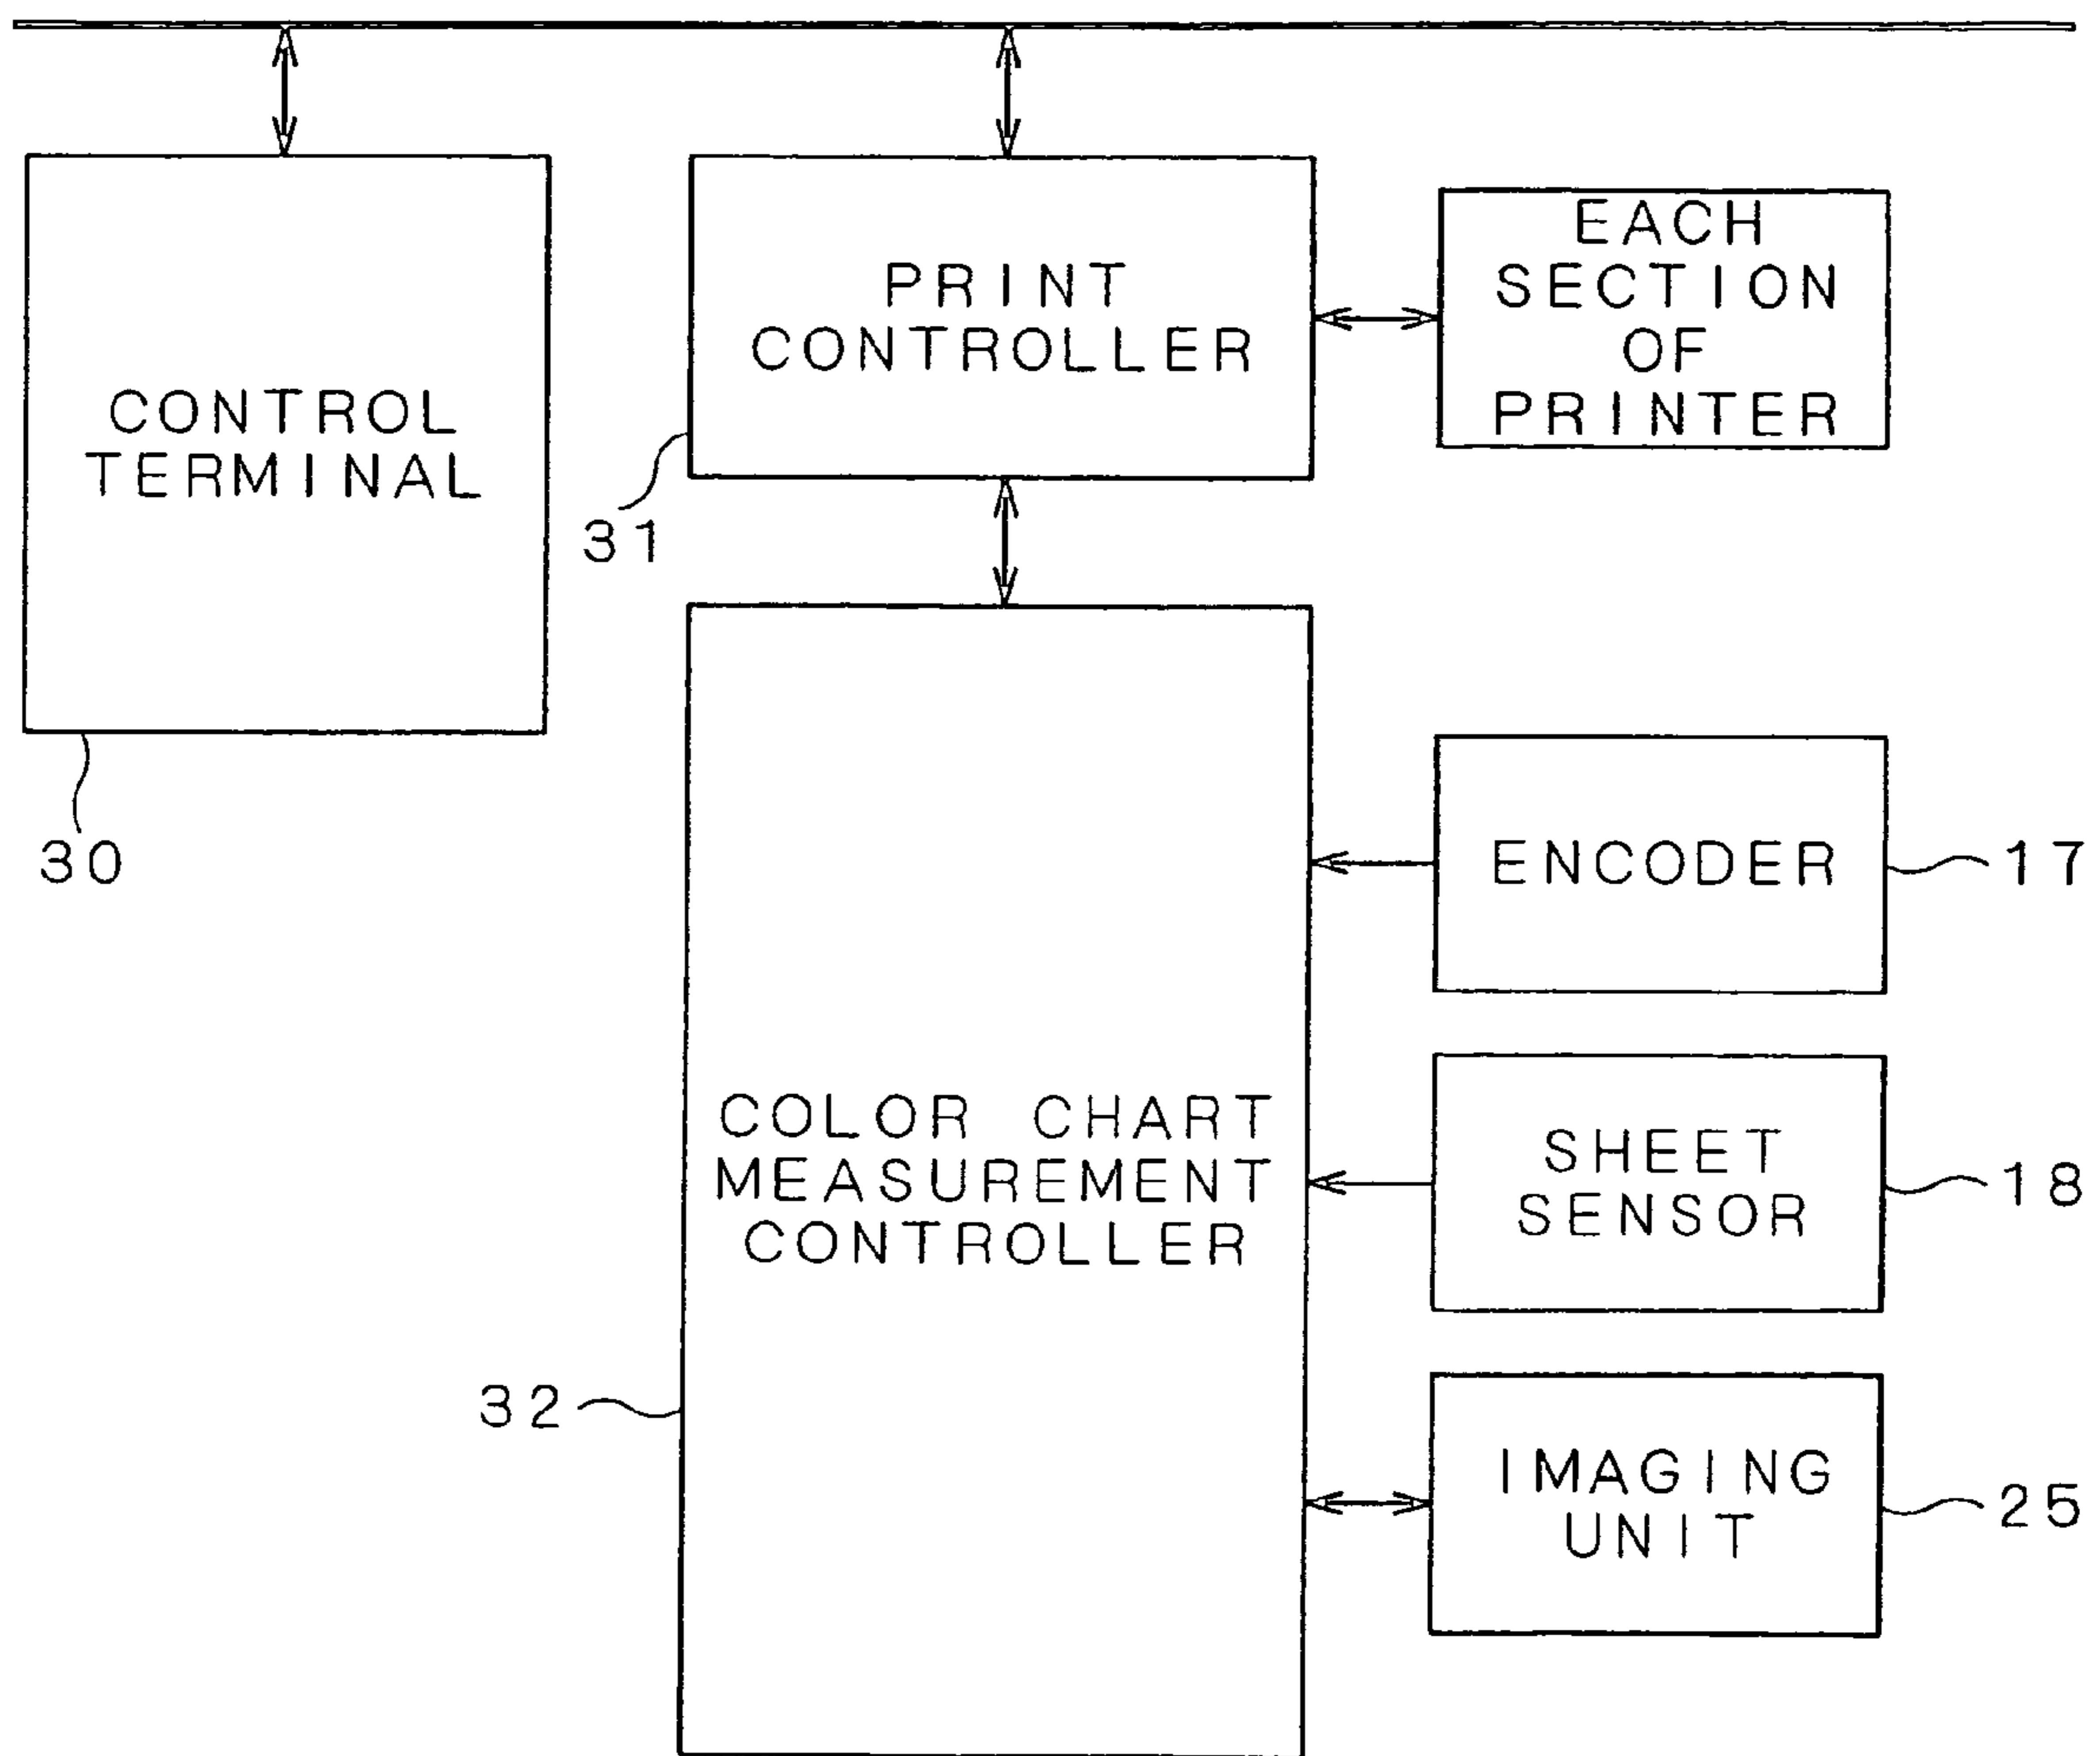 CONTROL
TERMINAL
30
PRINT
CONTROLLER
31
EACH
SECTION
OF
PRINTER
COLOR CHART
MEASUREMENT
CONTROLLER
32
ENCODER
17
SHEET
SENSOR
18
IMAGING
UNIT
25